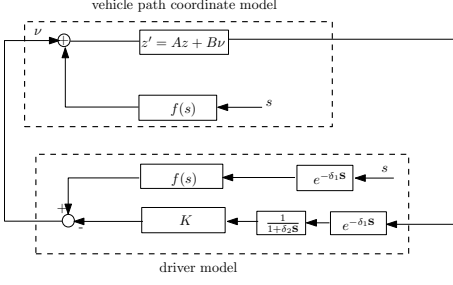 vehicle path coordinate model
ν
+
z′ = Az + Bν
f(s)
s
f(s)
e^{-δ₁S}
s
+
-
K
1/(1+δ₂S)
e^{-δ₁S}
driver model